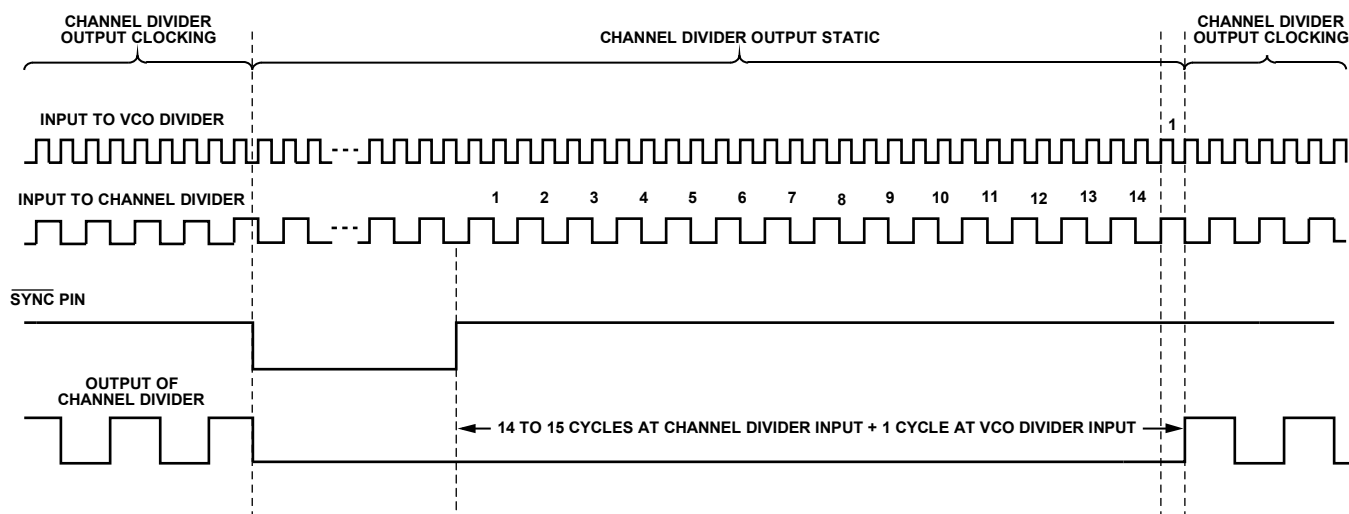 CHANNEL DIVIDER
OUTPUT CLOCKING
CHANNEL DIVIDER OUTPUT STATIC
CHANNEL DIVIDER
OUTPUT CLOCKING
INPUT TO VCO DIVIDER
1
INPUT TO CHANNEL DIVIDER
1 2 3 4 5 6 7 8 9 10 11 12 13 14
SYNC PIN
OUTPUT OF
CHANNEL DIVIDER
14 TO 15 CYCLES AT CHANNEL DIVIDER INPUT + 1 CYCLE AT VCO DIVIDER INPUT